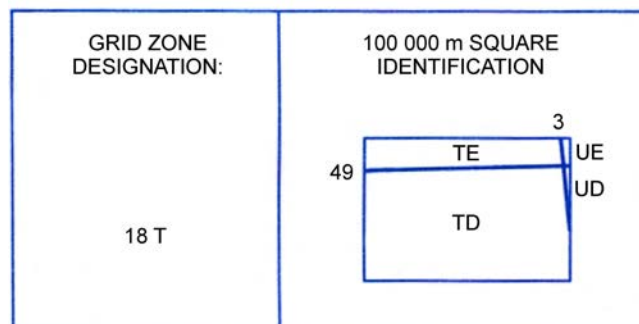 GRID ZONE
DESIGNATION:
18 T
100 000 m SQUARE
IDENTIFICATION
3
TE
UE
49
UD
TD